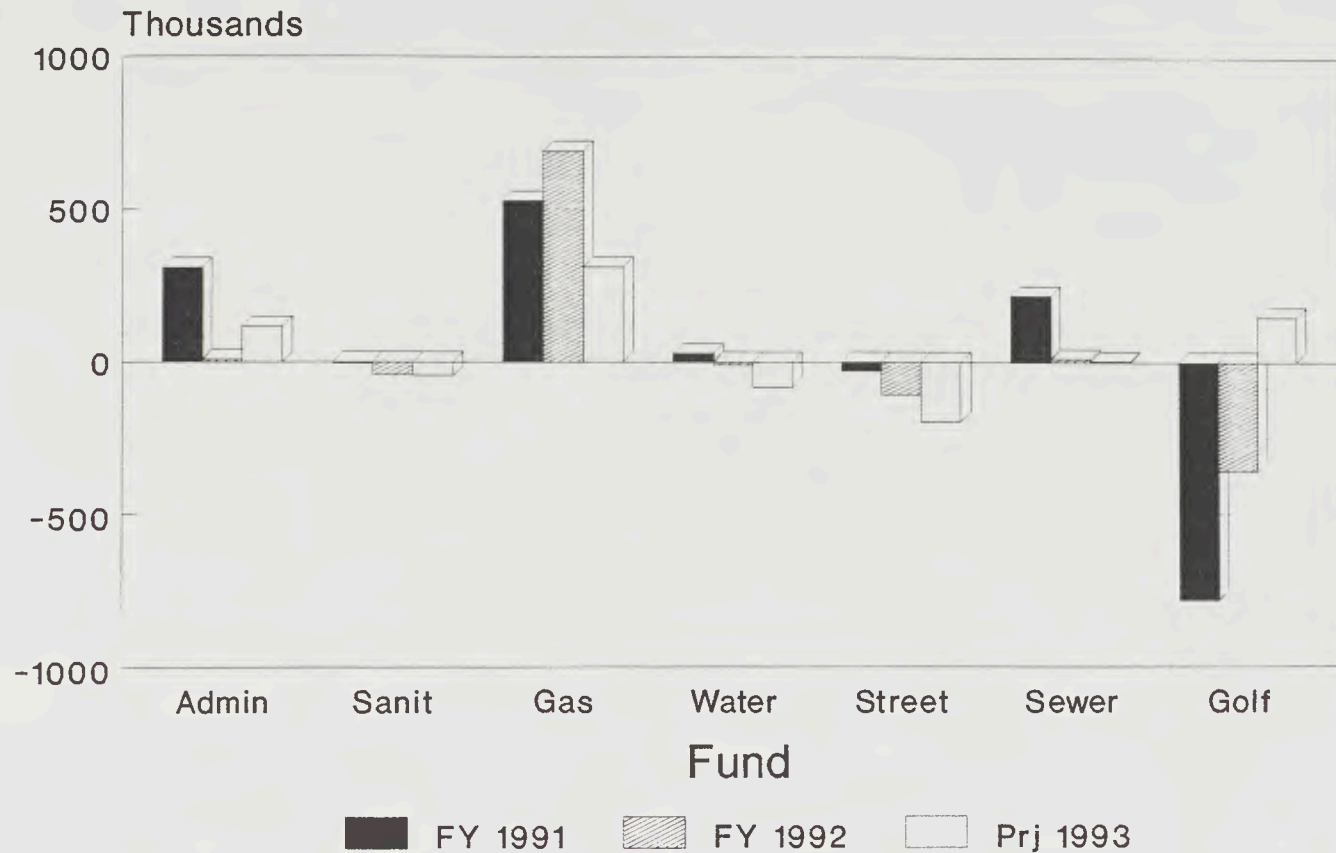 Thousands
1000
500
0
-500
-1000
Admin Sanit Gas Water Street Sewer Golf
Fund
FY 1991 FY 1992 Prj 1993